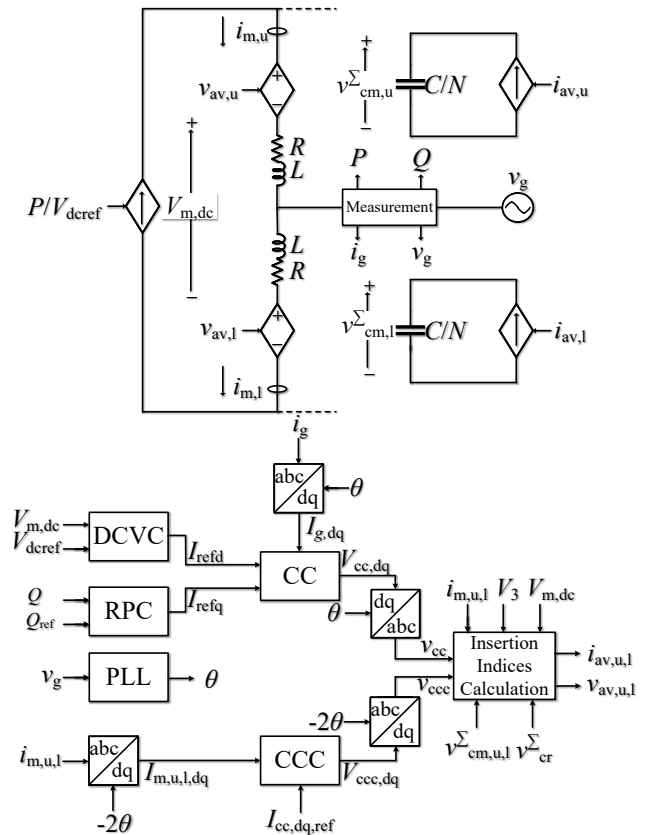 i_m,u
v_av,u
+
−
R
L
+
v^Σ_cm,u
−
C/N
i_av,u
P/V_dcref
+
V_m,dc
−
P
Q
Measurement
i_g
v_g
v_g
L
R
v_av,l
+
−
i_m,l
+
v^Σ_cm,l
−
C/N
i_av,l
i_g
abc
dq
θ
I_g,dq
V_m,dc
V_dcref
DCVC
I_refd
CC
V_cc,dq
Q
Q_ref
RPC
I_refq
θ
dq
abc
v_cc
v_g
PLL
θ
i_m,u,l
V_3
V_m,dc
Insertion
Indices
Calculation
i_av,u,l
v_av,u,l
v^Σ_cm,u,l
v^Σ_cr
v_ccc
abc
dq
-2θ
i_m,u,l
abc
dq
-2θ
I_m,u,l,dq
CCC
V_ccc,dq
I_cc,dq,ref